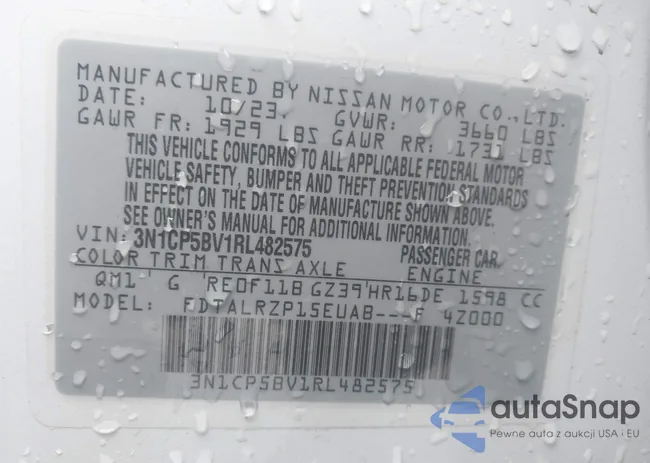 MANUFACTURED BY NISSAN MOTOR CO.,LTD.
DATE: 10/23 GVWR: 3660 LBS
GAWR FR: 1929 LBS GAWR RR: 1731 LBS
THIS VEHICLE CONFORMS TO ALL APPLICABLE FEDERAL MOTOR
VEHICLE SAFETY, BUMPER AND THEFT PREVENTION STANDARDS
IN EFFECT ON THE DATE OF MANUFACTURE SHOWN ABOVE.
SEE OWNER'S MANUAL FOR ADDITIONAL INFORMATION.
VIN: 3N1CP5BV1RL482575 PASSENGER CAR
COLOR TRIM TRANS AXLE ENGINE
QM1 G RE0F11B GZ39 HR16DE 1598 CC
MODEL: FDTALRZP15EUAB---F 4Z000
3N1CP5BV1RL482575
autoSnap
Pewne auta z aukcji USA i EU